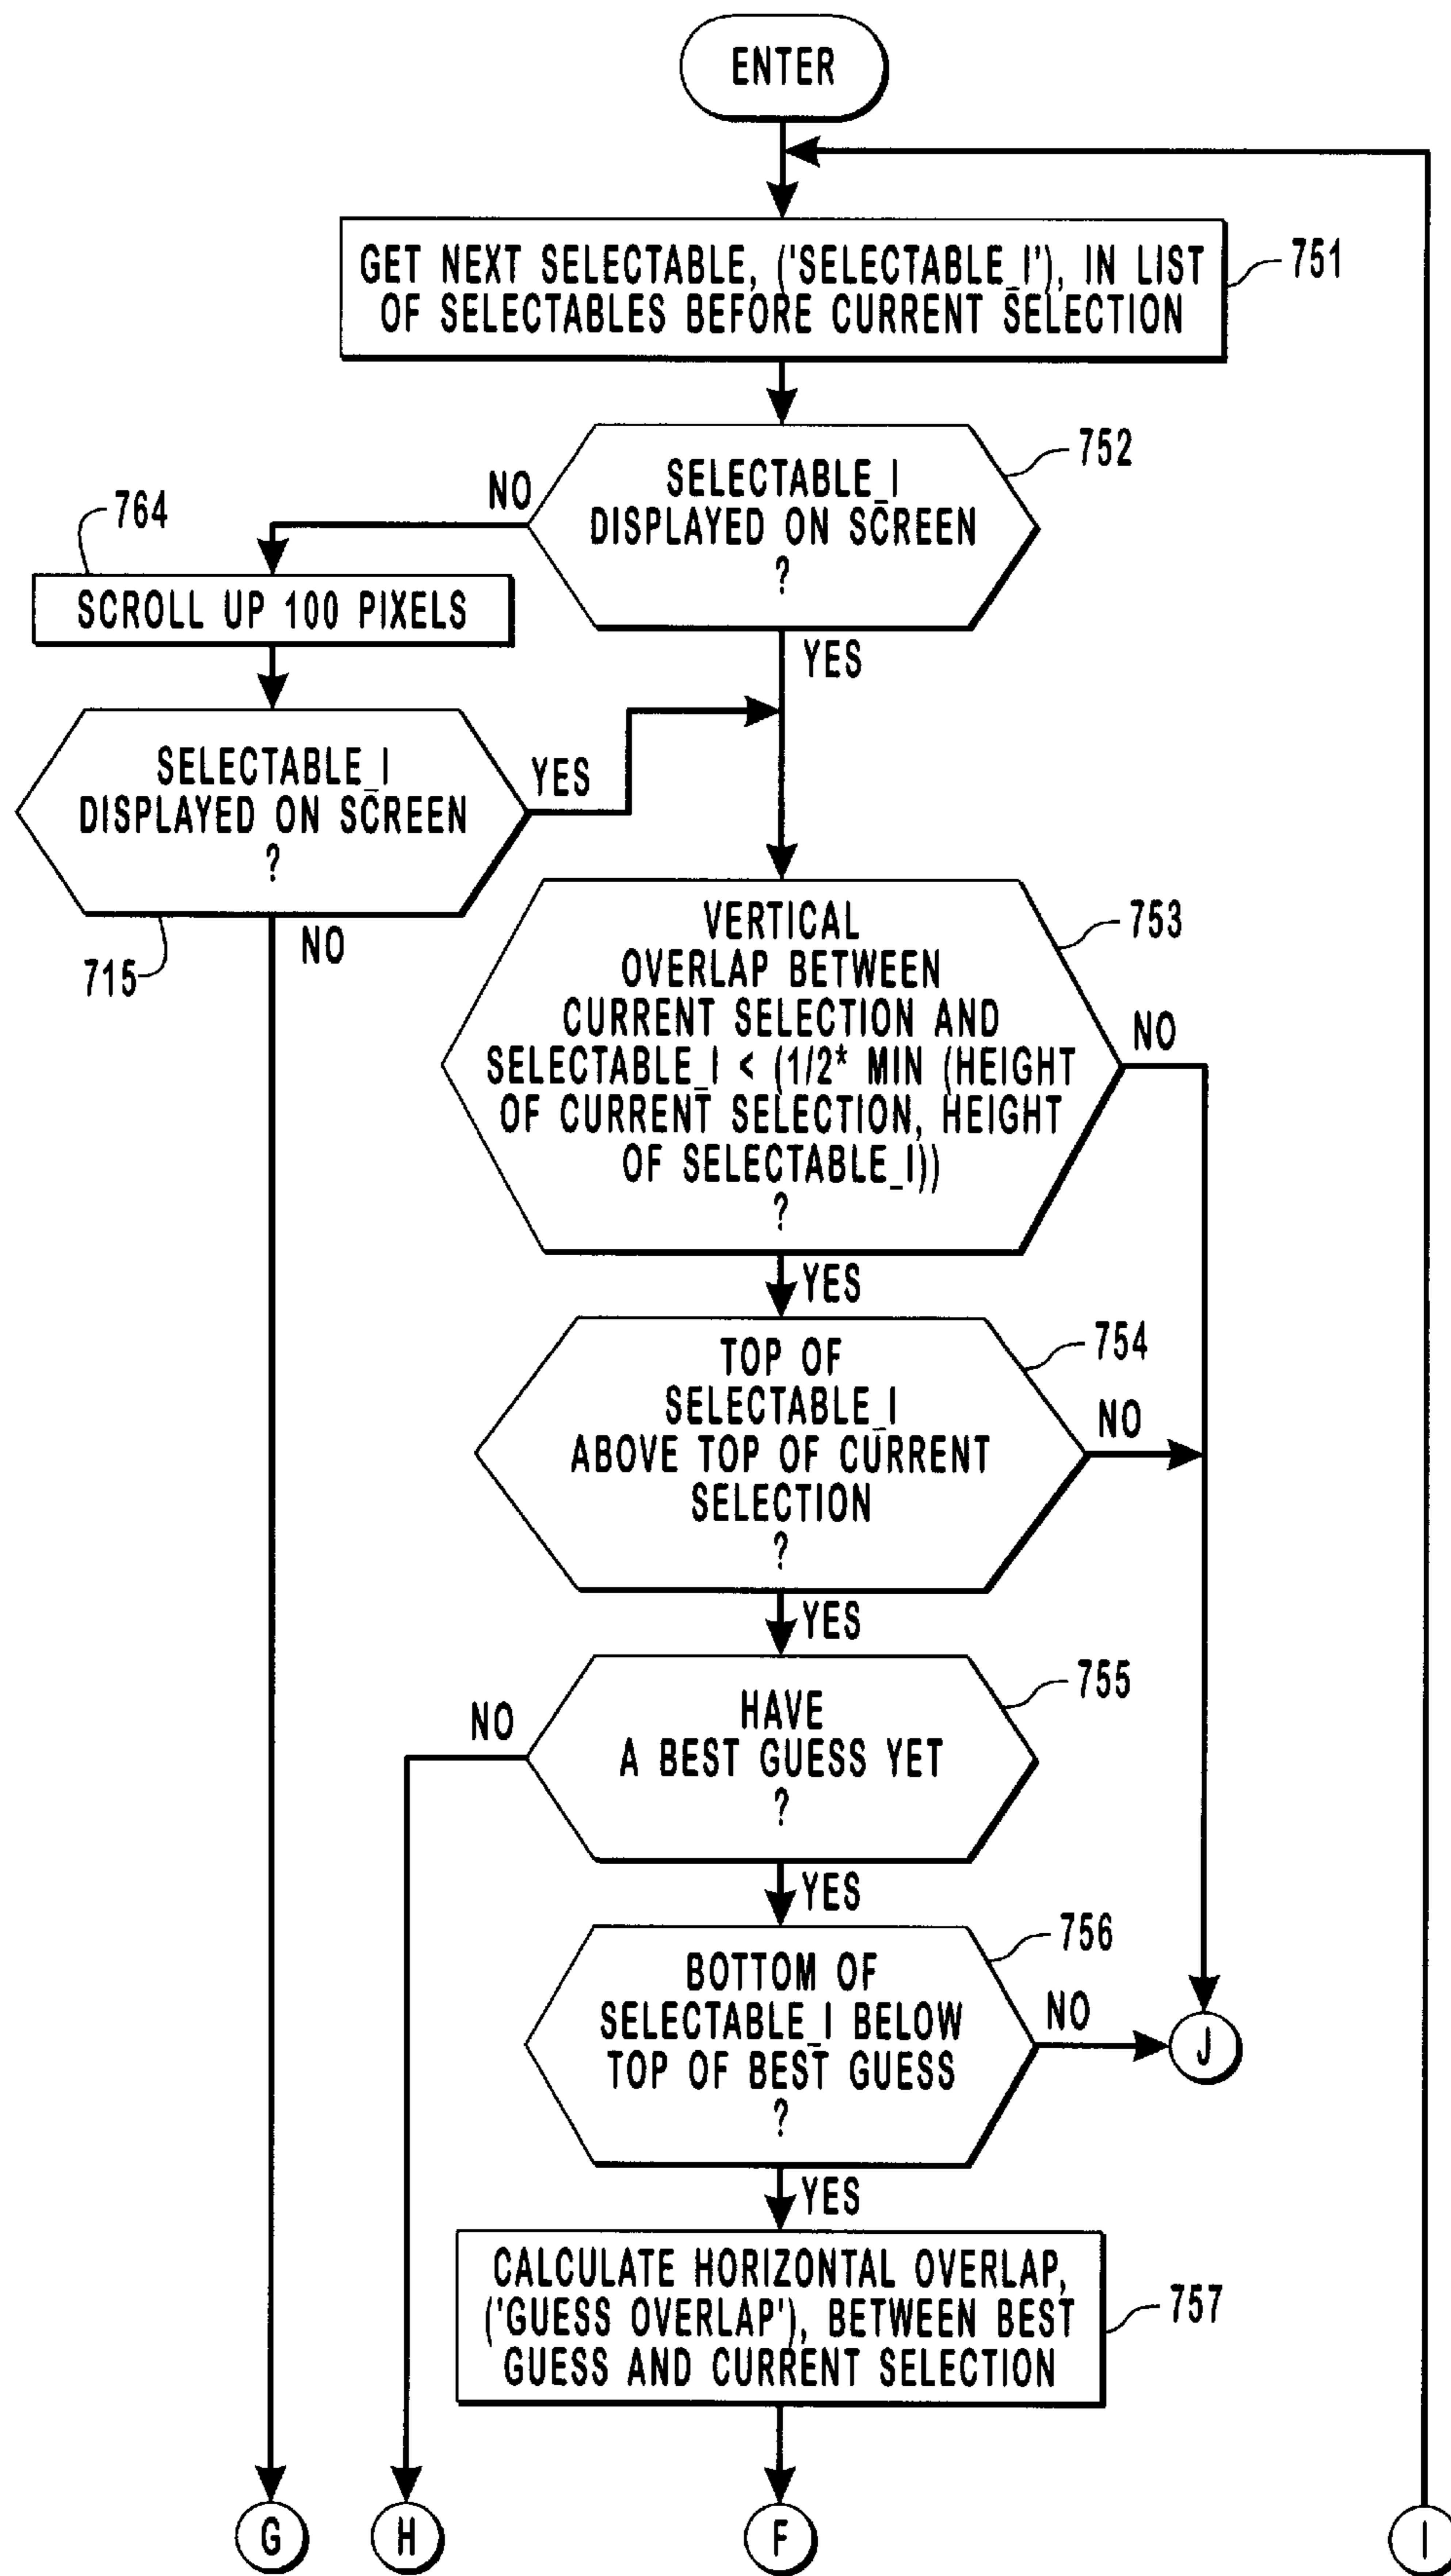 ENTER
GET NEXT SELECTABLE, ('SELECTABLE_I'), IN LIST
OF SELECTABLES BEFORE CURRENT SELECTION
751
752
SELECTABLE_I
DISPLAYED ON SCREEN
?
NO
YES
764
SCROLL UP 100 PIXELS
SELECTABLE_I
DISPLAYED ON SCREEN
?
YES
NO
715
VERTICAL
OVERLAP BETWEEN
CURRENT SELECTION AND
SELECTABLE_I < (1/2* MIN (HEIGHT
OF CURRENT SELECTION, HEIGHT
OF SELECTABLE_I))
?
753
NO
YES
TOP OF
SELECTABLE_I
ABOVE TOP OF CURRENT
SELECTION
?
754
NO
YES
HAVE
A BEST GUESS YET
?
755
NO
YES
BOTTOM OF
SELECTABLE_I BELOW
TOP OF BEST GUESS
?
756
NO
J
YES
CALCULATE HORIZONTAL OVERLAP,
('GUESS OVERLAP'), BETWEEN BEST
GUESS AND CURRENT SELECTION
757
G
H
F
I